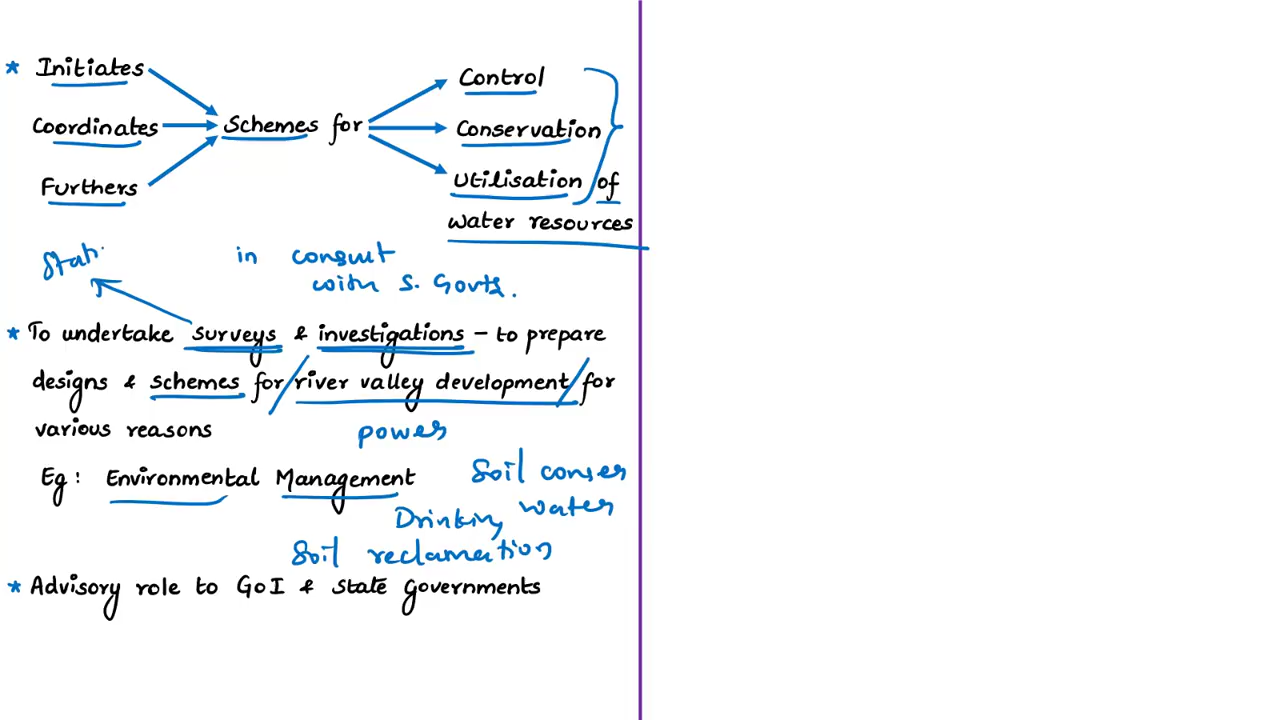 * Initiates
Coordinates
Furthers
Schemes for
Control
Conservation
Utilisation of
water resources
Stati
in consult
with S. Govts.
* To undertake surveys & investigations - to prepare
designs & schemes for / river valley development / for
various reasons
power
Eg : Environmental Management
Soil conser
Drinking water
Soil reclamation
* Advisory role to GoI & State Governments